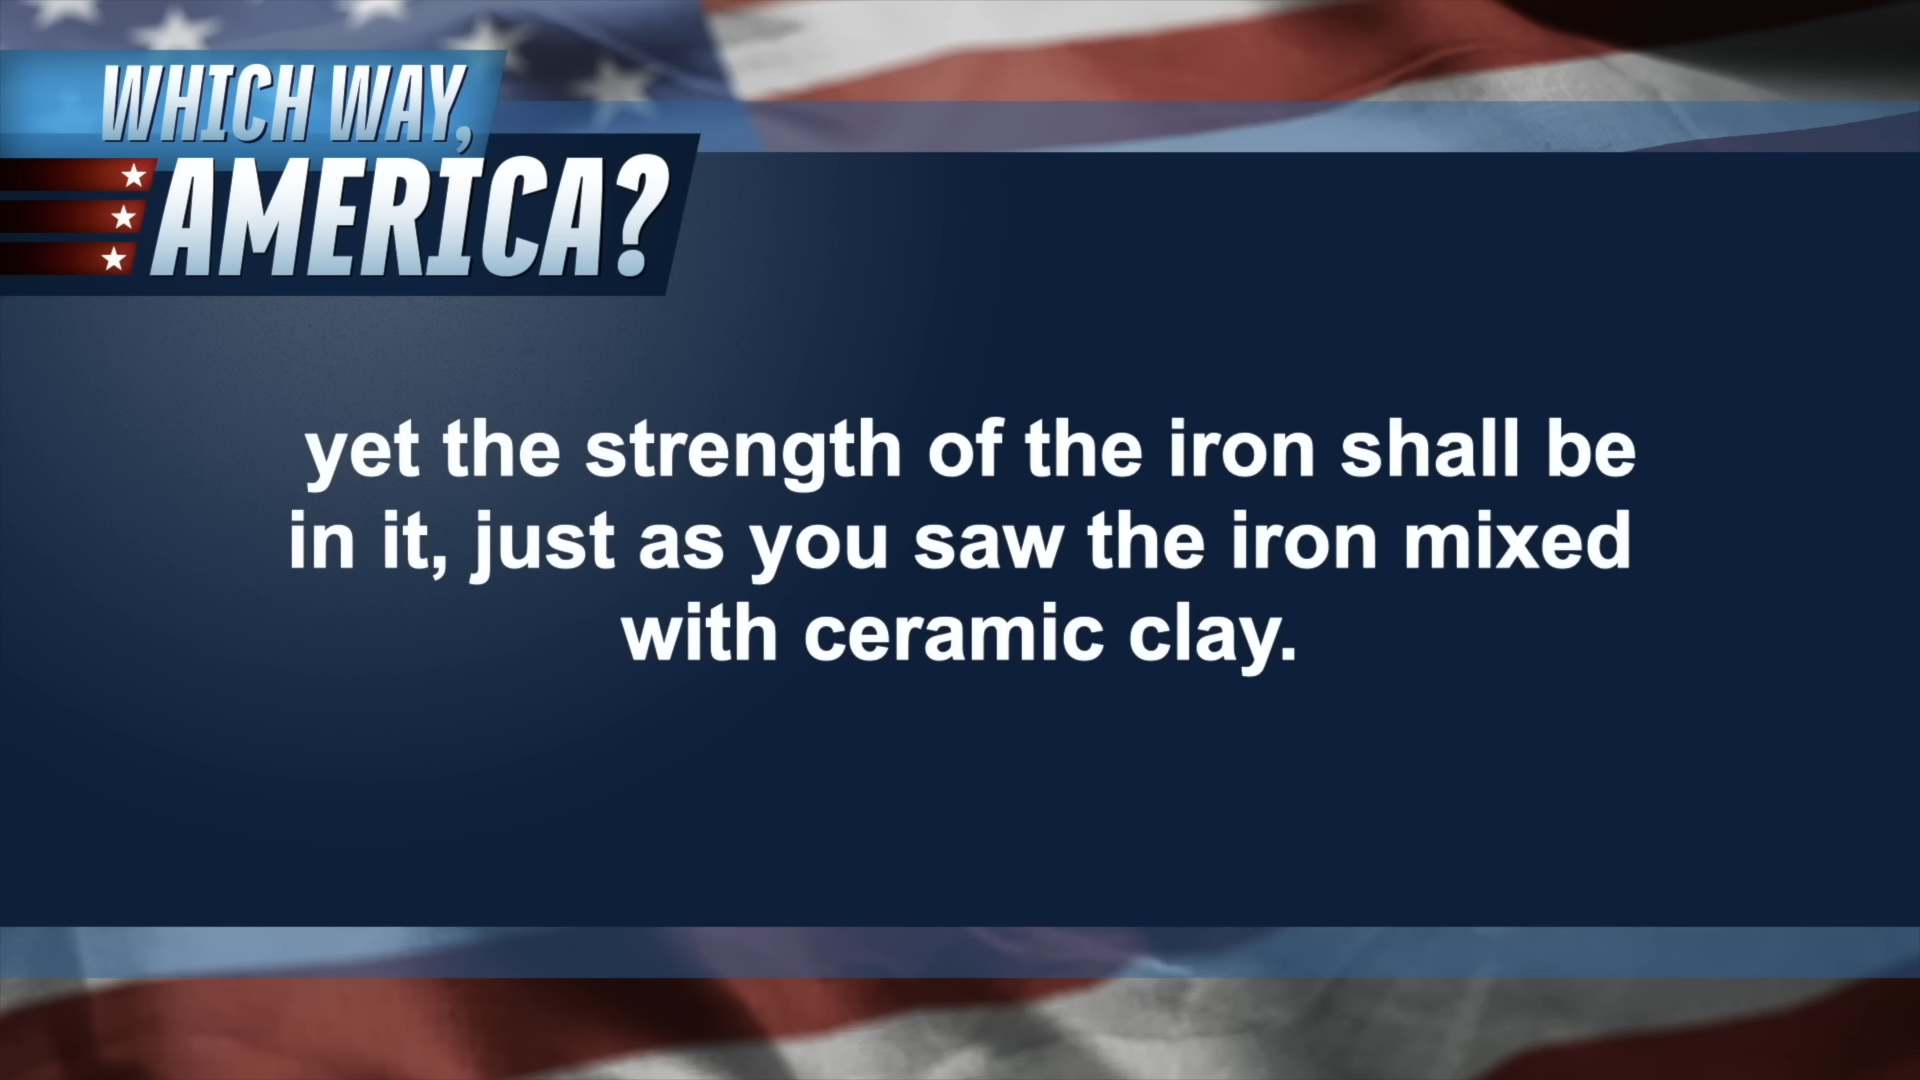 WHICH WAY,
AMERICA?
yet the strength of the iron shall be
in it, just as you saw the iron mixed
with ceramic clay.